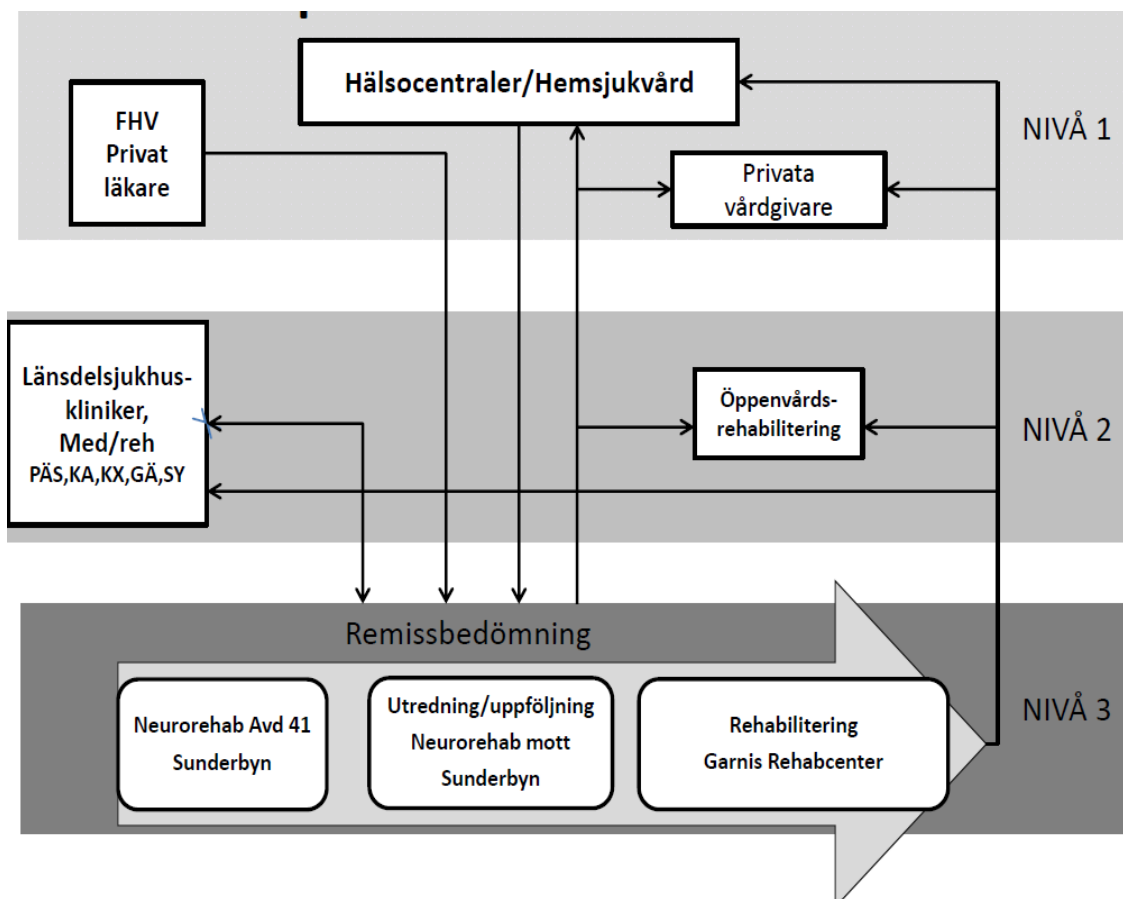 Hälsocentraler/Hemsjukvård
FHV
Privat
läkare
NIVÅ 1
Privata
vårdgivare
Länsdelsjukhus-
kliniker,
Med/reh
PÄS,KA,KX,GÄ,SY
Öppenvårds-
rehabilitering
NIVÅ 2
Remissbedömning
Neurorehab Avd 41
Sunderbyn
Utredning/uppföljning
Neurorehab mott
Sunderbyn
Rehabilitering
Garnis Rehabcenter
NIVÅ 3